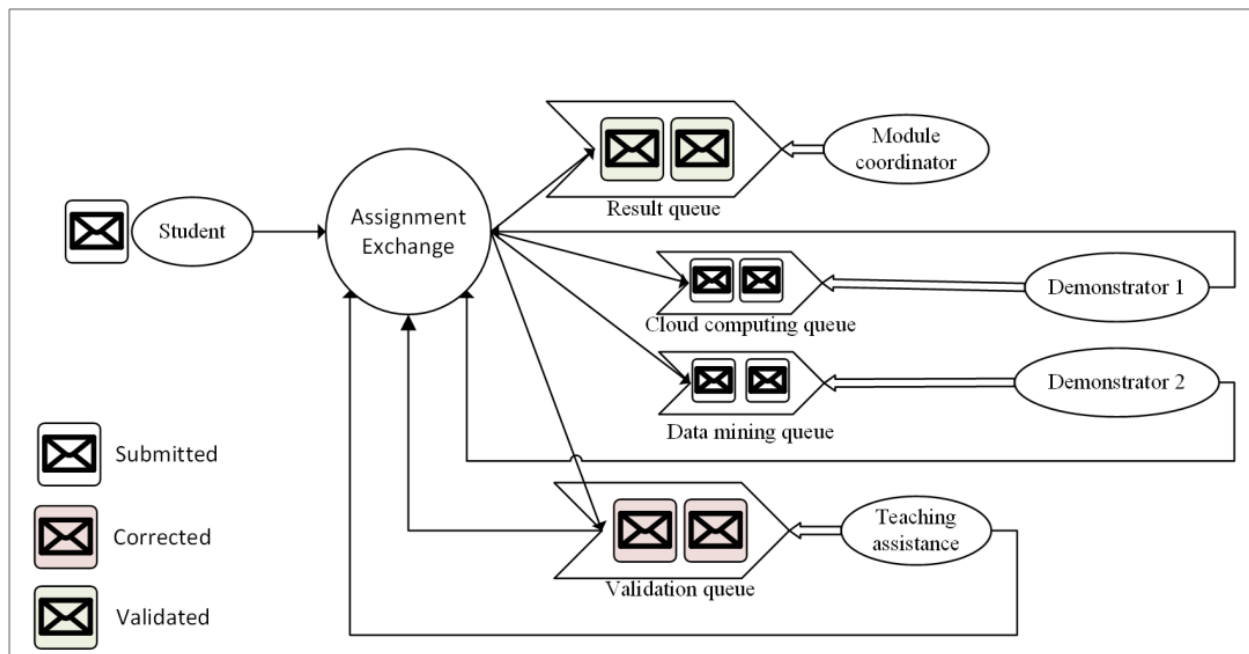 Student
Assignment
Exchange
Result queue
Module
coordinator
Cloud computing queue
Demonstrator 1
Data mining queue
Demonstrator 2
Validation queue
Teaching
assistance
Submitted
Corrected
Validated